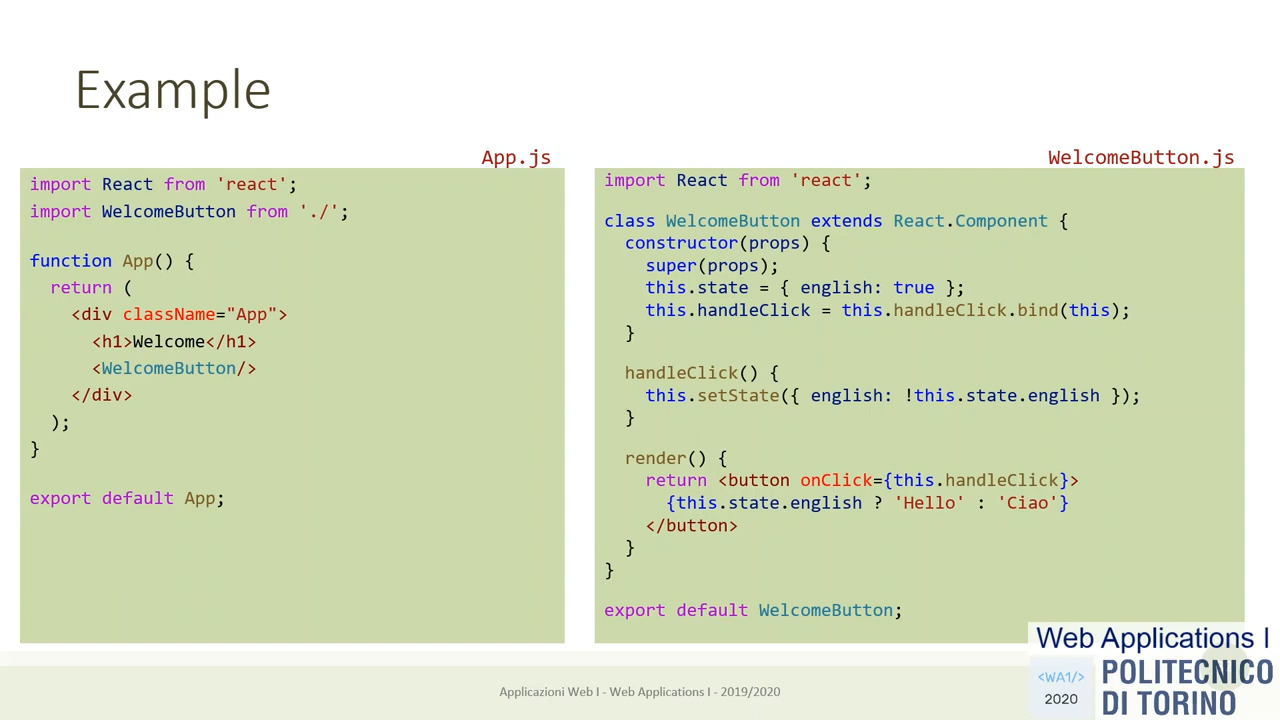 Example
App.js
import React from 'react';
import WelcomeButton from './';
function App() {
return (
<div className="App">
<h1>Welcome</h1>
<WelcomeButton/>
</div>
);
}
export default App;
WelcomeButton.js
import React from 'react';
class WelcomeButton extends React.Component {
constructor(props) {
super(props);
this.state = { english: true };
this.handleClick = this.handleClick.bind(this);
}
handleClick() {
this.setState({ english: !this.state.english });
}
render() {
return <button onClick={this.handleClick}>
{this.state.english ? 'Hello' : 'Ciao'}
</button>
}
}
export default WelcomeButton;
Applicazioni Web I - Web Applications I - 2019/2020
Web Applications I
<WA1/>
2020
POLITECNICO
DI TORINO